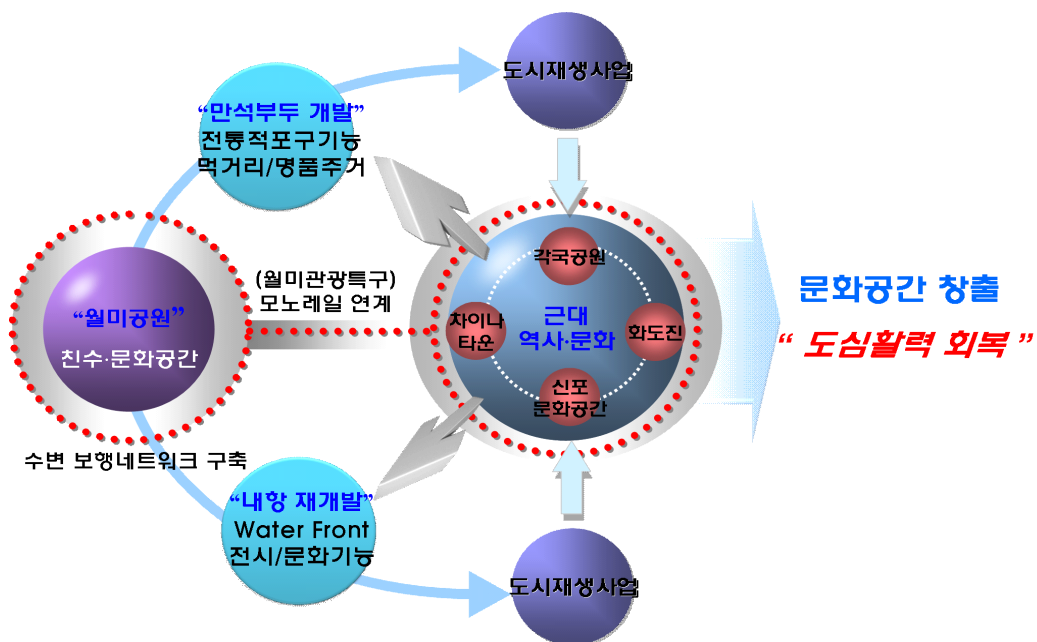 도시재생사업
“만석부두 개발”
전통적포구기능
먹거리/명품주거
각국공원
(월미관광특구)
모노레일 연계
문화공간 창출
“월미공원”
차이나
타운
근대
역사·문화
화도진
“ 도심활력 회복 ”
친수·문화공간
신포
문화공간
수변 보행네트워크 구축
“내항 재개발”
Water Front
전시/문화기능
도시재생사업